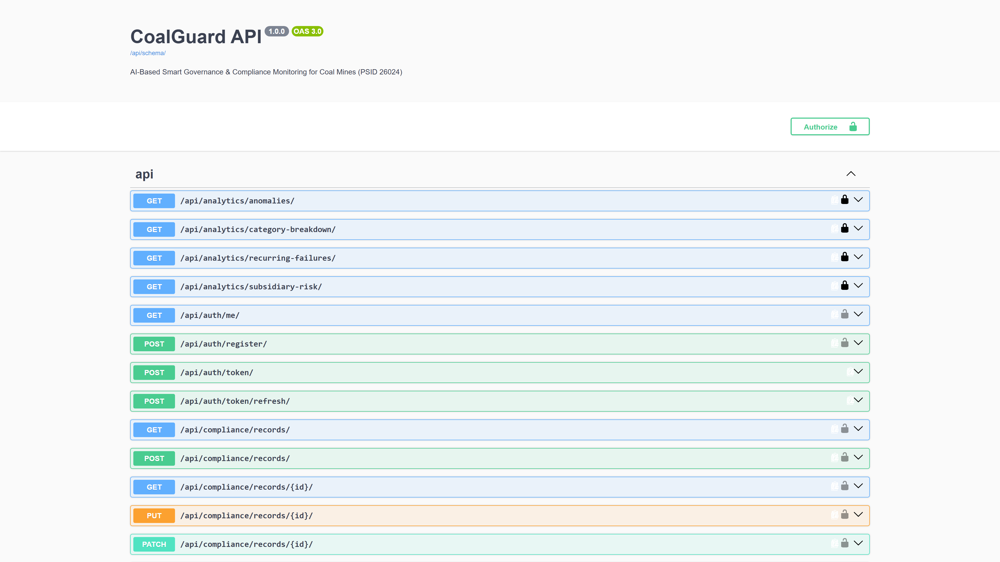 CoalGuard API 1.0.0 OAS 3.0
/api/schema/
AI-Based Smart Governance & Compliance Monitoring for Coal Mines (PSID 26024)
Authorize
api
GET /api/analytics/anomalies/
GET /api/analytics/category-breakdown/
GET /api/analytics/recurring-failures/
GET /api/analytics/subsidiary-risk/
GET /api/auth/me/
POST /api/auth/register/
POST /api/auth/token/
POST /api/auth/token/refresh/
GET /api/compliance/records/
POST /api/compliance/records/
GET /api/compliance/records/{id}/
PUT /api/compliance/records/{id}/
PATCH /api/compliance/records/{id}/